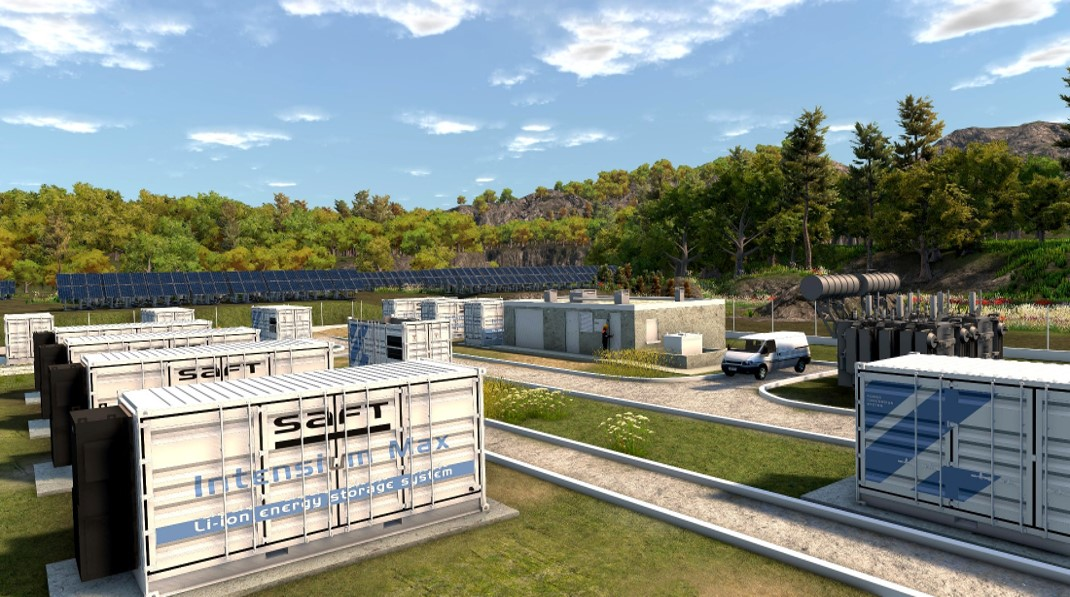 saFT
saFT
Intensium Max
Li-ion energy storage system